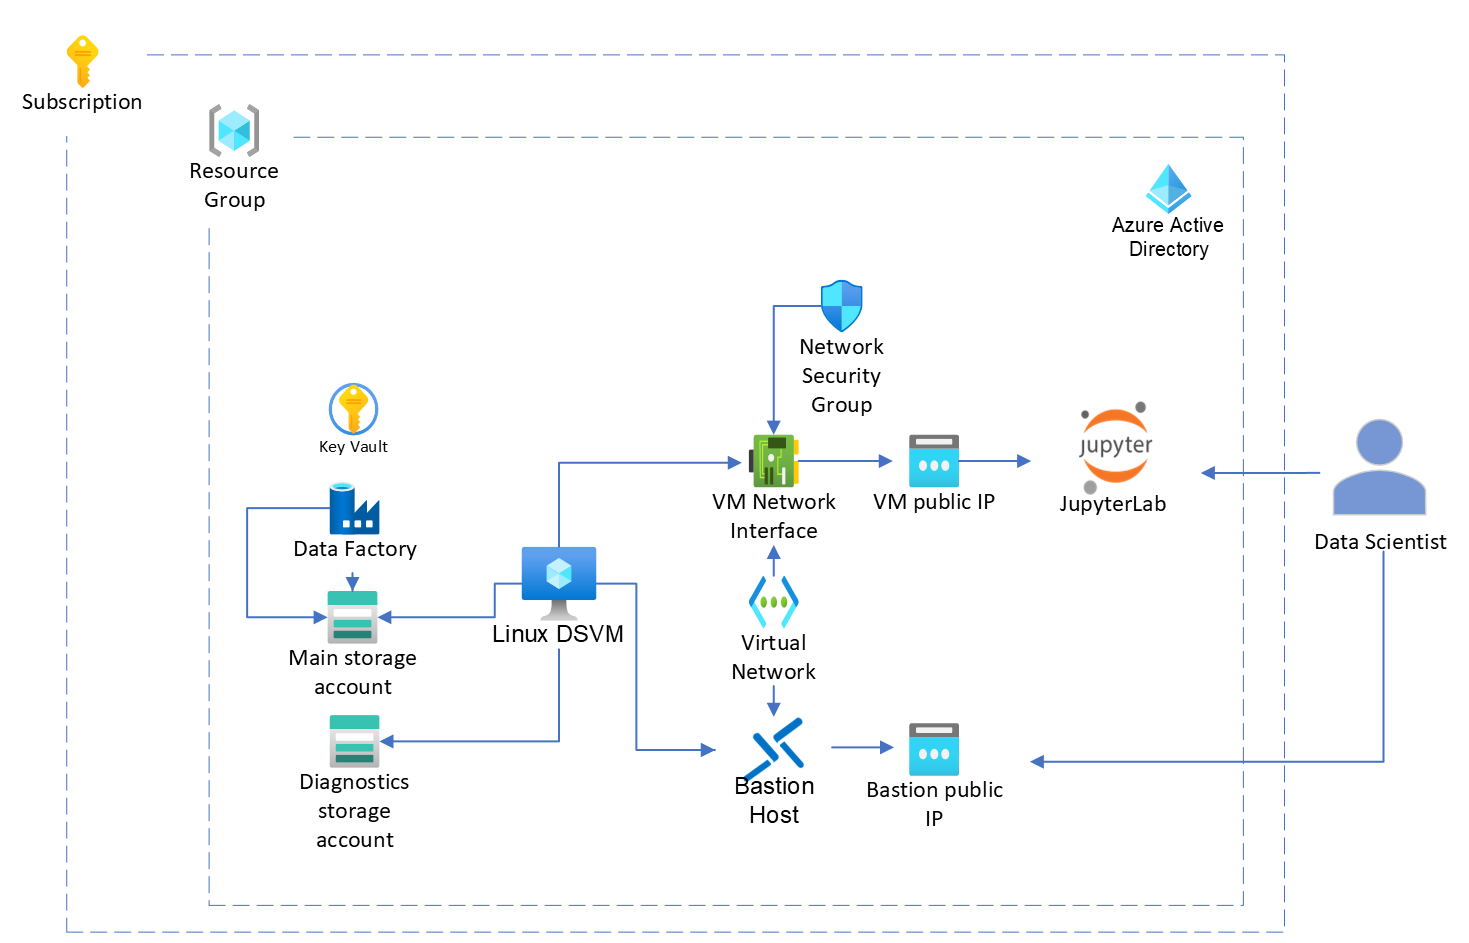 Subscription
Resource
Group
Azure Active
Directory
Network
Security
Group
Key Vault
jupyter
VM Network
Interface
VM public IP
JupyterLab
Data Factory
Data Scientist
Linux DSVM
Virtual
Network
Main storage
account
Diagnostics
storage
account
Bastion
Host
Bastion public
IP